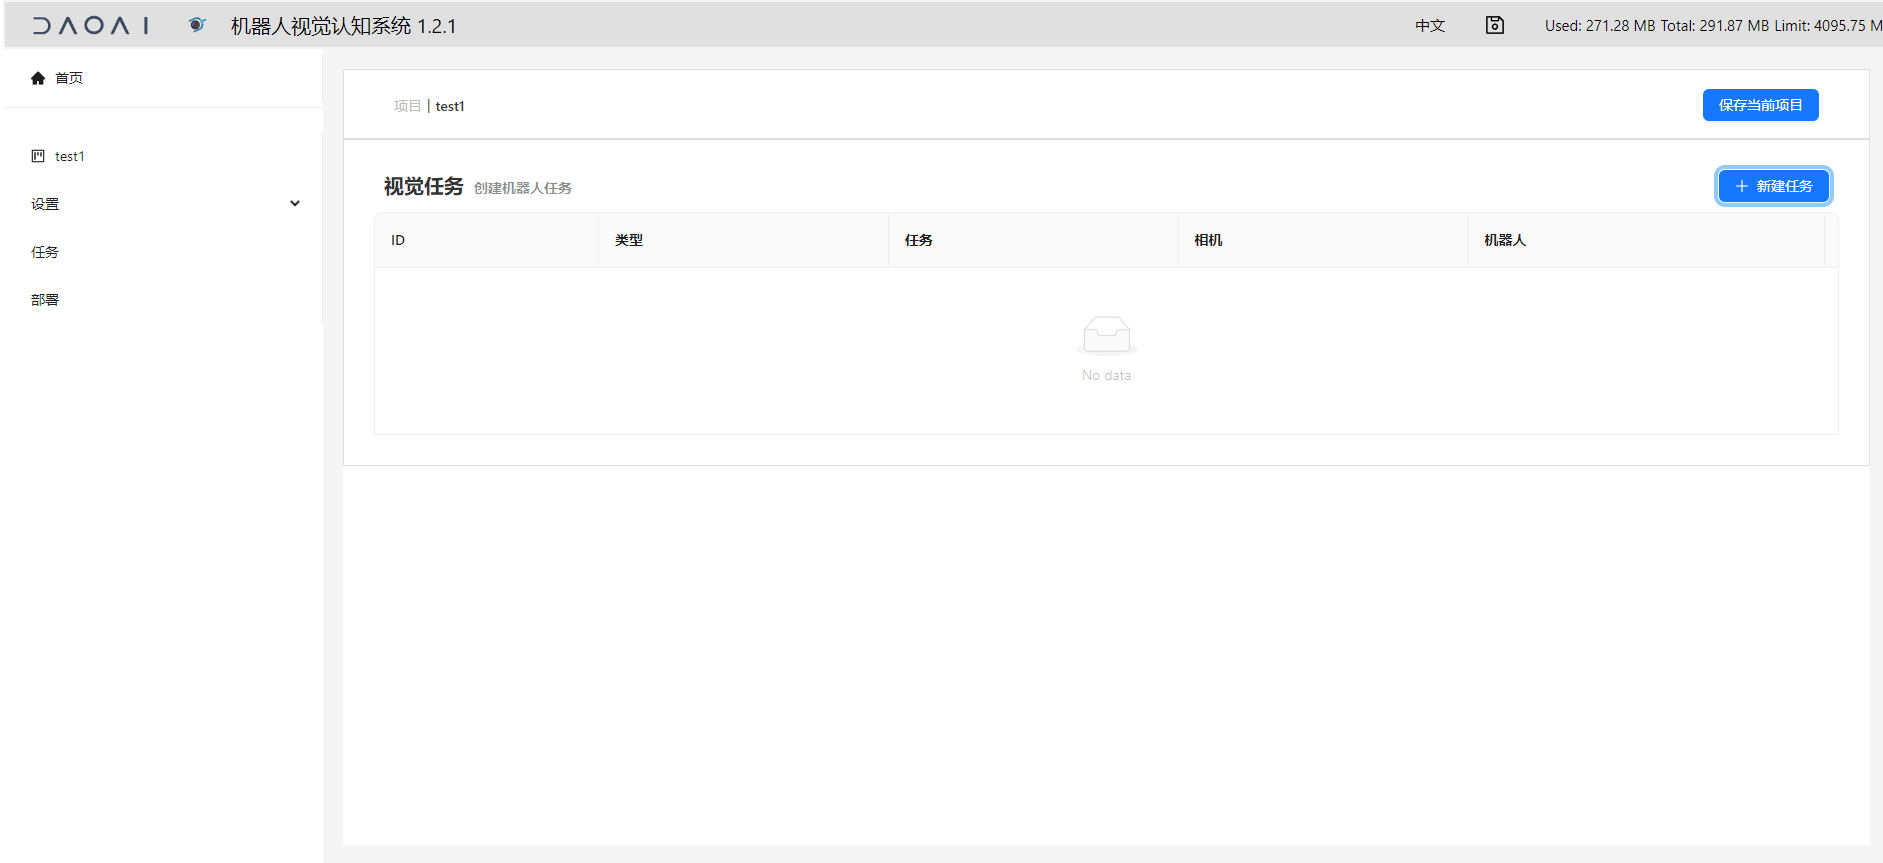 DAOAI 机器人视觉认知系统 1.2.1 中文 Used: 271.28 MB Total: 291.87 MB Limit: 4095.75 M
首页
项目 | test1 保存当前项目
test1
设置
任务
部署
视觉任务 创建机器人任务 + 新建任务
ID 类型 任务 相机 机器人
No data